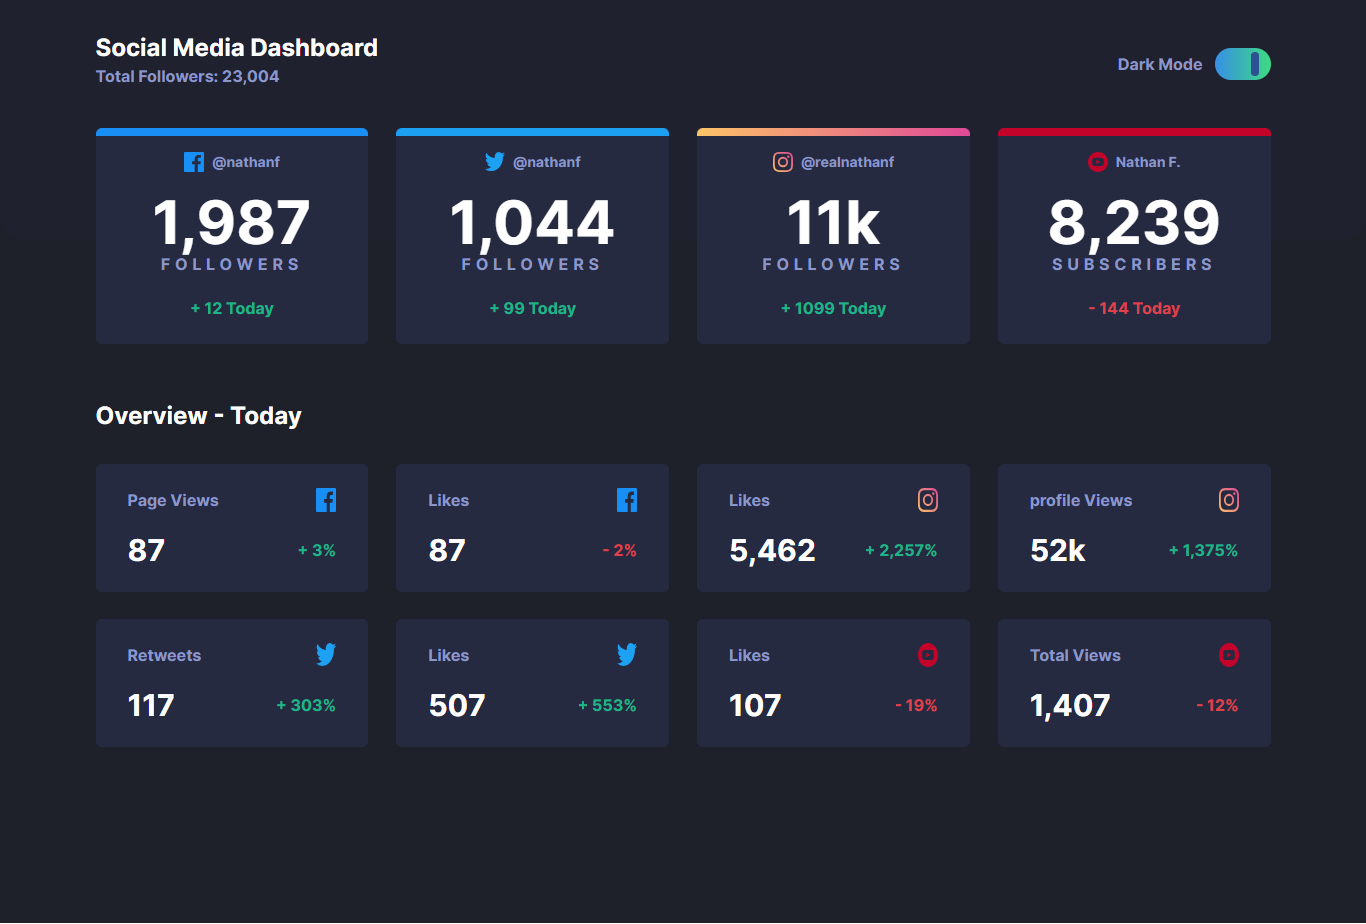 Social Media Dashboard
Total Followers: 23,004
Dark Mode
@nathanf
1,987
FOLLOWERS
+ 12 Today
@nathanf
1,044
FOLLOWERS
+ 99 Today
@realnathanf
11k
FOLLOWERS
+ 1099 Today
Nathan F.
8,239
SUBSCRIBERS
- 144 Today
Overview - Today
Page Views
87
+ 3%
Likes
87
- 2%
Likes
5,462
+ 2,257%
profile Views
52k
+ 1,375%
Retweets
117
+ 303%
Likes
507
+ 553%
Likes
107
- 19%
Total Views
1,407
- 12%